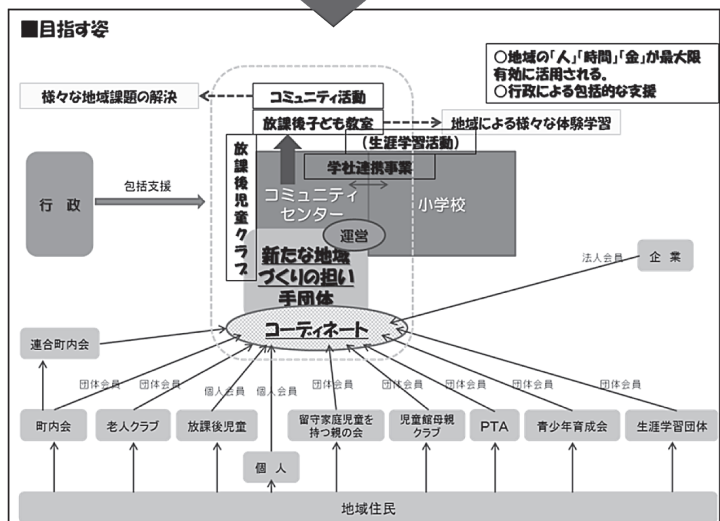 ■目指す姿
○地域の「人」「時間」「金」が最大限
有効に活用される。
○行政による包括的な支援
様々な地域課題の解決
コミュニティ活動
放課後子ども教室
地域による様々な体験学習
(生涯学習活動)
学社連携事業
放課後児童クラブ
行 政
包括支援
コミュニティ
センター
小学校
運営
新たな地域
づくりの担い
手団体
コーディネート
法人会員
企 業
連合町内会
団体会員
団体会員
個人会員
個人会員
団体会員
団体会員
団体会員
団体会員
団体会員
町内会
老人クラブ
放課後児童
留守家庭児童を
持つ親の会
児童館母親
クラブ
PTA
青少年育成会
生涯学習団体
個 人
地域住民